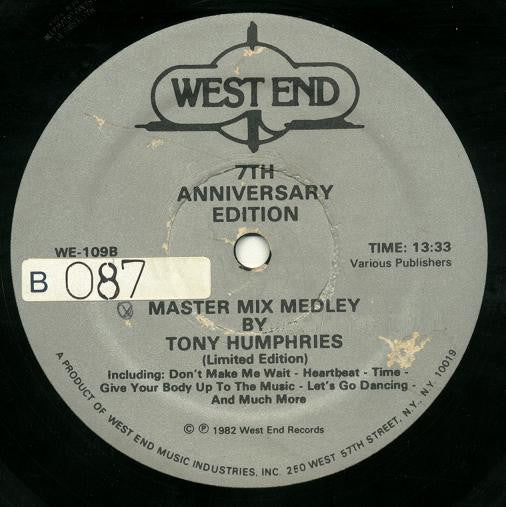 WEST END
7TH
ANNIVERSARY
EDITION
WE-109B
TIME: 13:33
Various Publishers
B 087
MASTER MIX MEDLEY
BY
TONY HUMPHRIES
(Limited Edition)
Including: Don't Make Me Wait - Heartbeat - Time -
Give Your Body Up To The Music - Let's Go Dancing -
And Much More
© ℗ 1982 West End Records
A PRODUCT OF WEST END MUSIC INDUSTRIES, INC. 250 WEST 57TH STREET, N.Y., N.Y. 10019